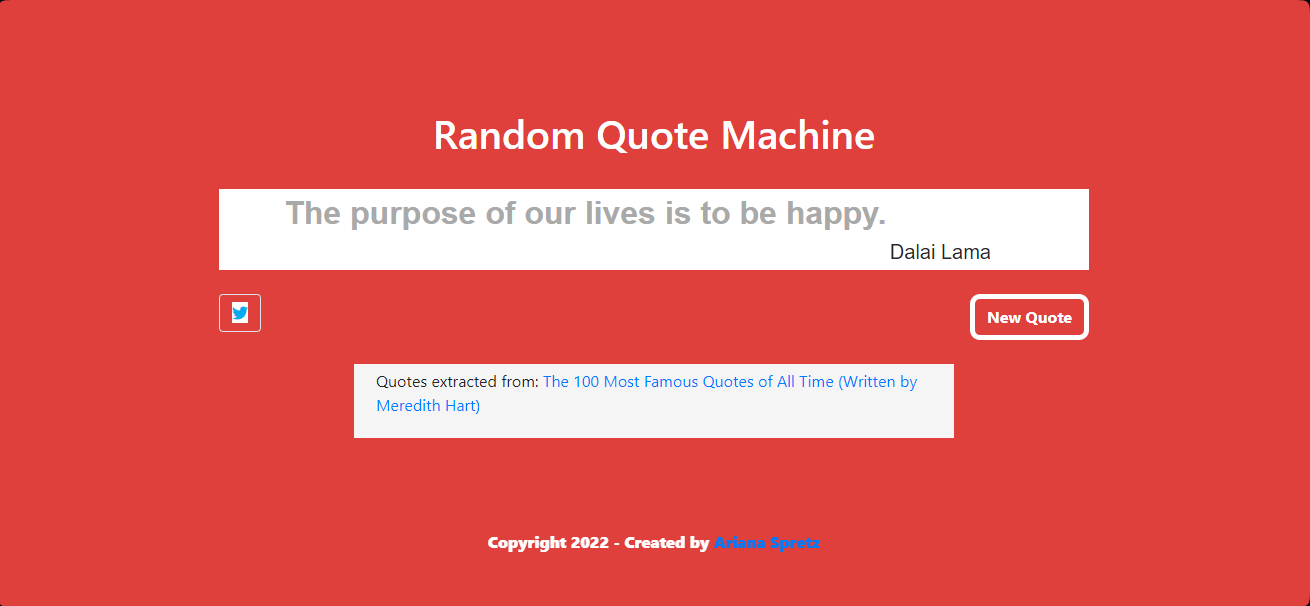 Random Quote Machine
The purpose of our lives is to be happy.
Dalai Lama
New Quote
Quotes extracted from: The 100 Most Famous Quotes of All Time (Written by
Meredith Hart)
Copyright 2022 - Created by Ariana Spretz